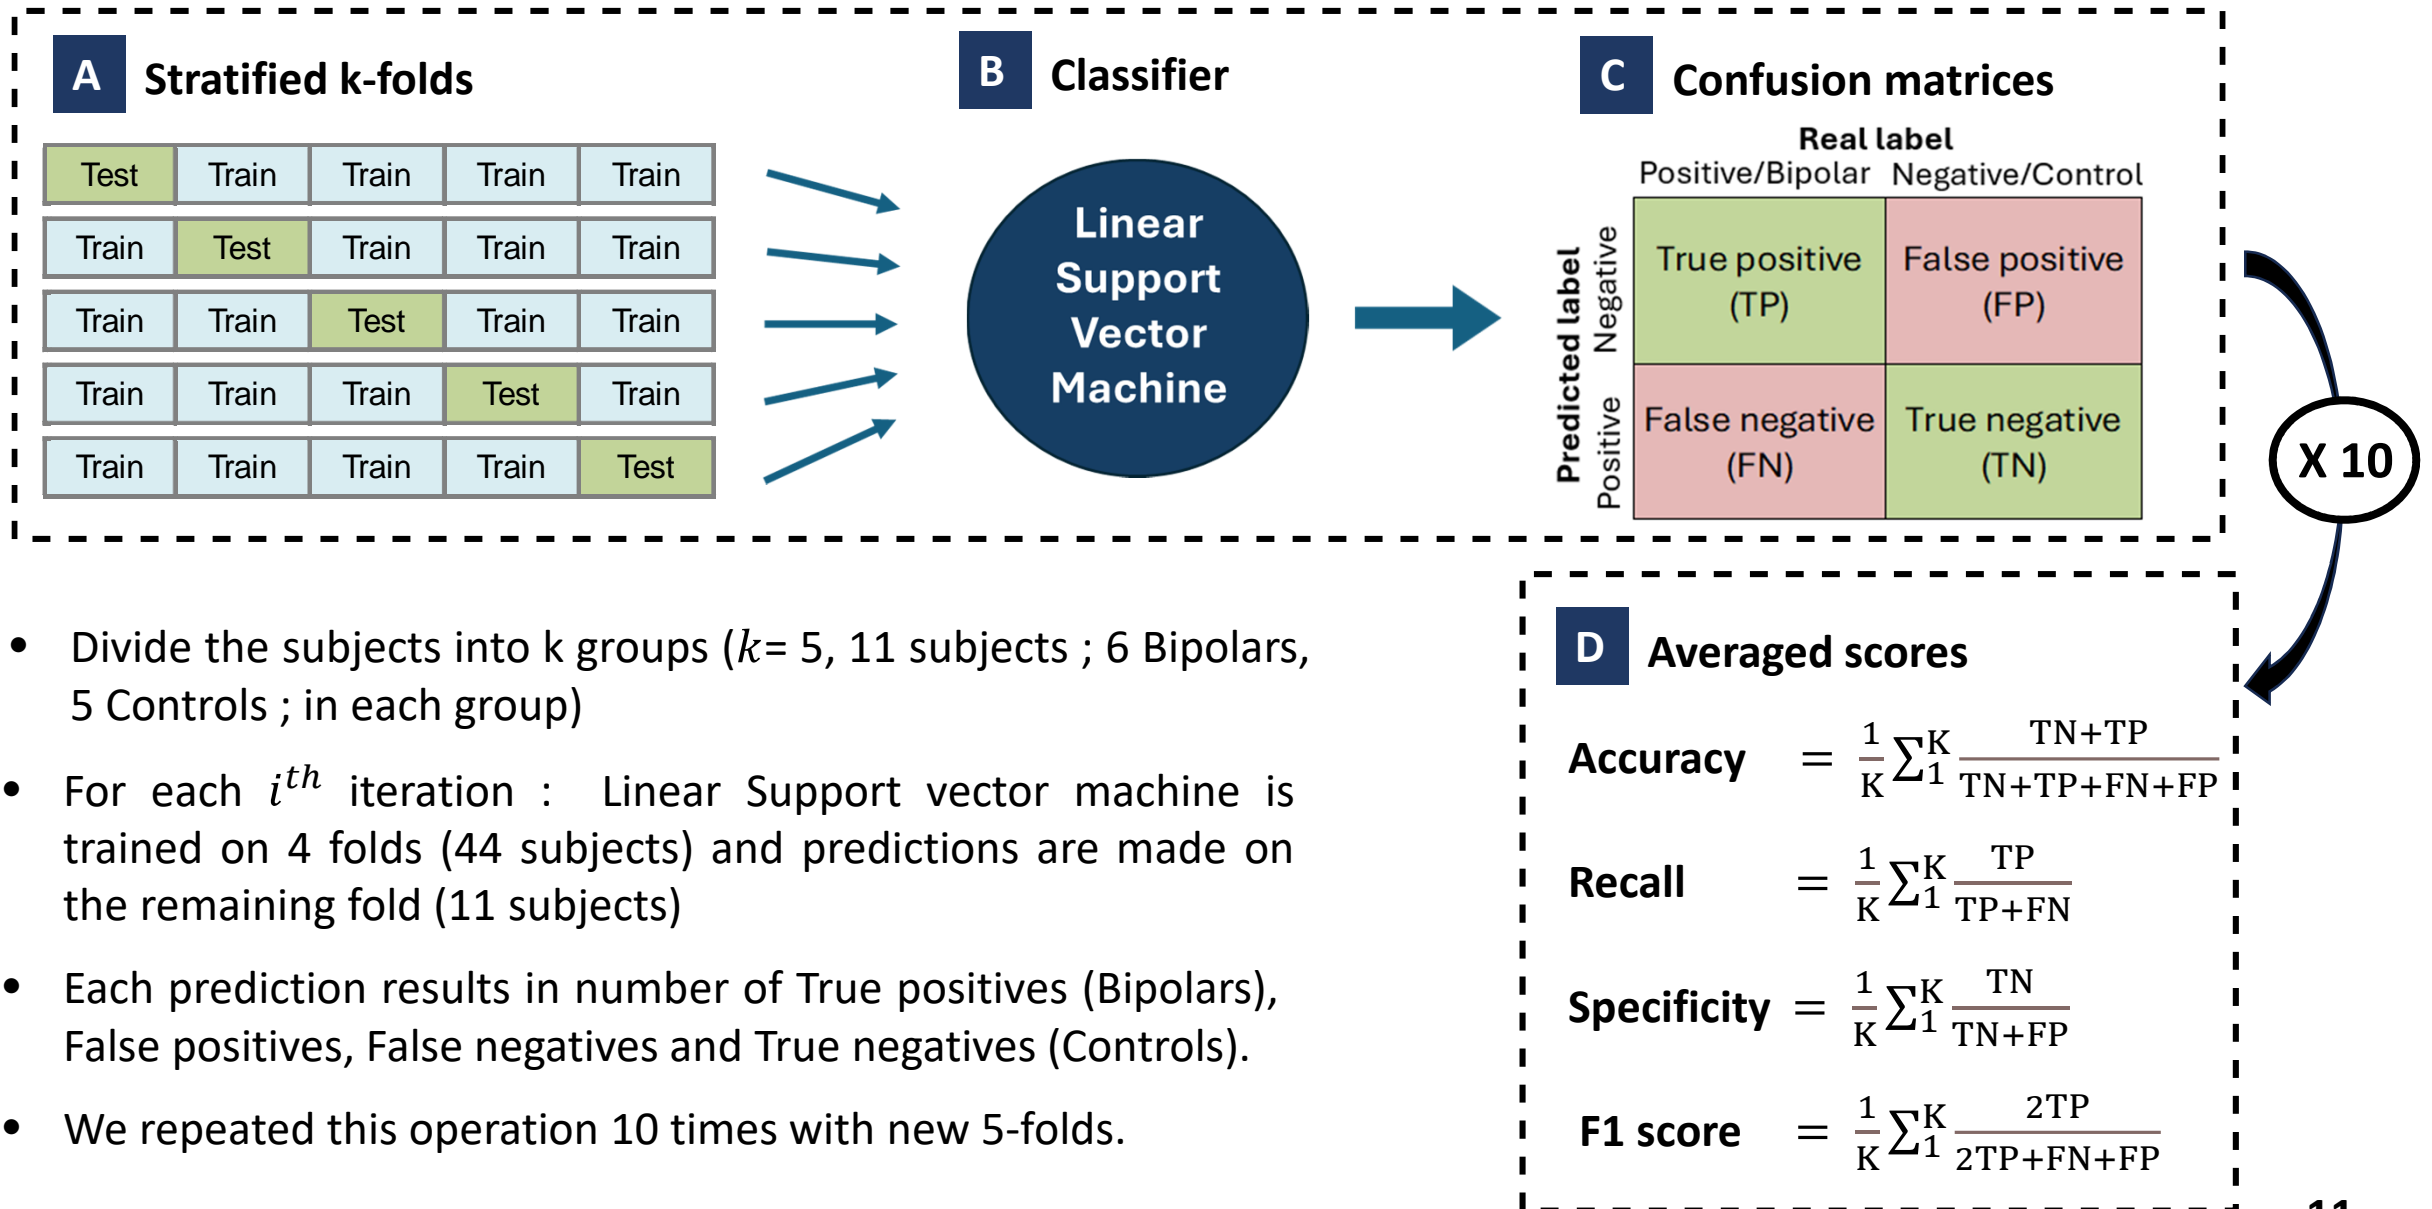 A Stratified k-folds
Test Train Train Train Train
Train Test Train Train Train
Train Train Test Train Train
Train Train Train Test Train
Train Train Train Train Test
B Classifier
Linear
Support
Vector
Machine
C Confusion matrices
Real label
Positive/Bipolar Negative/Control
Predicted label
Negative
Positive
True positive
(TP)
False positive
(FP)
False negative
(FN)
True negative
(TN)
X 10
• Divide the subjects into k groups (k= 5, 11 subjects ; 6 Bipolars,
5 Controls ; in each group)
• For each i^th iteration : Linear Support vector machine is
trained on 4 folds (44 subjects) and predictions are made on
the remaining fold (11 subjects)
• Each prediction results in number of True positives (Bipolars),
False positives, False negatives and True negatives (Controls).
• We repeated this operation 10 times with new 5-folds.
D Averaged scores
Accuracy = 1/K ∑_1^K (TN+TP)/(TN+TP+FN+FP)
Recall = 1/K ∑_1^K TP/(TP+FN)
Specificity = 1/K ∑_1^K TN/(TN+FP)
F1 score = 1/K ∑_1^K 2TP/(2TP+FN+FP)
11